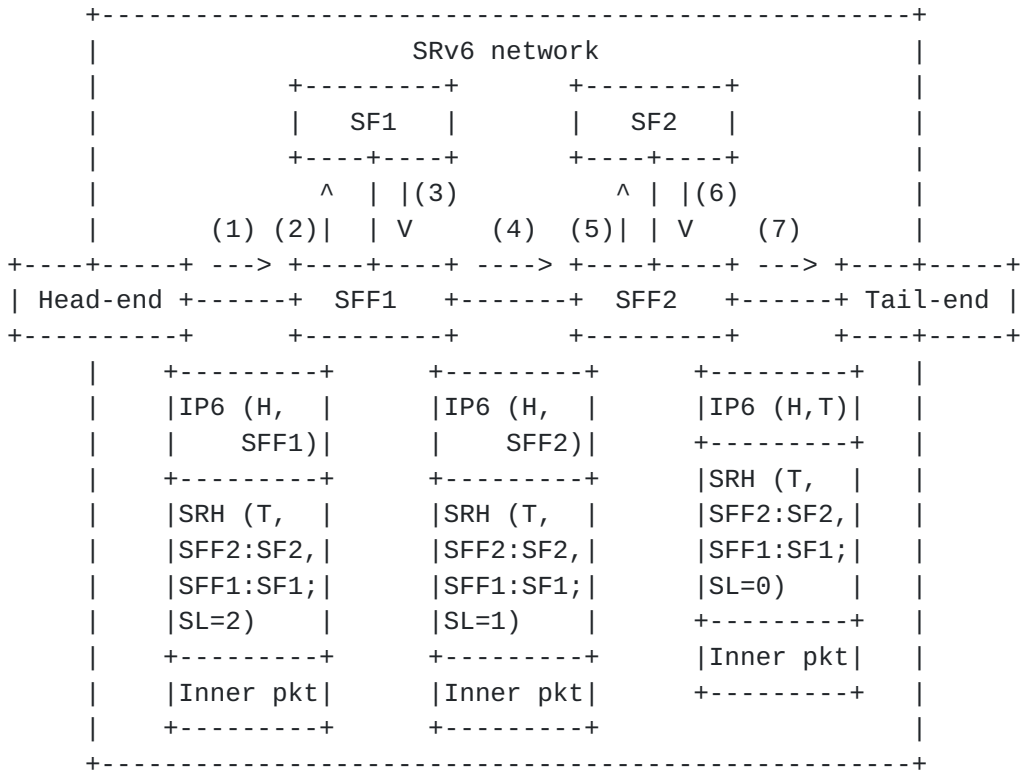 SRv6 network
SF1 SF2
^ | |(3) ^ | |(6)
(1) (2)| | V (4) (5)| | V (7)
---> ----> --->
Head-end SFF1 SFF2 Tail-end
IP6 (H, IP6 (H, IP6 (H,T)
SFF1) SFF2)
SRH (T,
SRH (T, SRH (T, SFF2:SF2,
SFF2:SF2, SFF2:SF2, SFF1:SF1;
SFF1:SF1; SFF1:SF1; SL=0)
SL=2) SL=1)
Inner pkt
Inner pkt Inner pkt